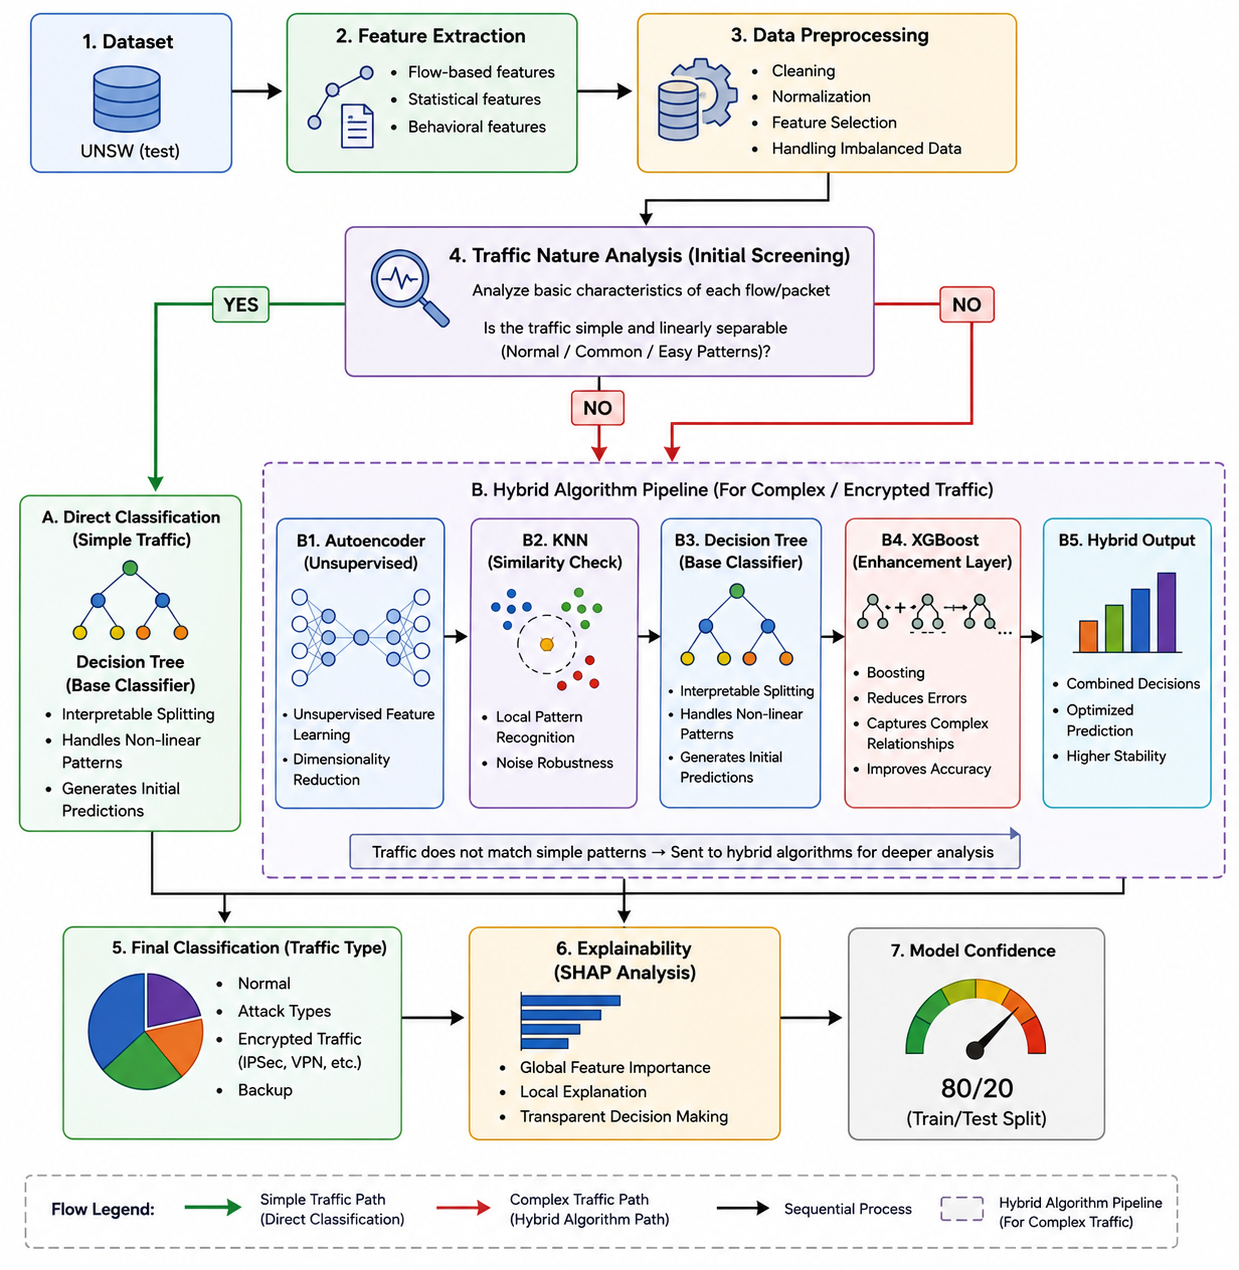 1. Dataset
UNSW (test)
2. Feature Extraction
• Flow-based features
• Statistical features
• Behavioral features
3. Data Preprocessing
• Cleaning
• Normalization
• Feature Selection
• Handling Imbalanced Data
4. Traffic Nature Analysis (Initial Screening)
Analyze basic characteristics of each flow/packet
Is the traffic simple and linearly separable
(Normal / Common / Easy Patterns)?
YES
NO
NO
A. Direct Classification
(Simple Traffic)
Decision Tree
(Base Classifier)
• Interpretable Splitting
• Handles Non-linear
Patterns
• Generates Initial
Predictions
B. Hybrid Algorithm Pipeline (For Complex / Encrypted Traffic)
B1. Autoencoder
(Unsupervised)
• Unsupervised Feature
Learning
• Dimensionality
Reduction
B2. KNN
(Similarity Check)
• Local Pattern
Recognition
• Noise Robustness
B3. Decision Tree
(Base Classifier)
• Interpretable Splitting
• Handles Non-linear
Patterns
• Generates Initial
Predictions
B4. XGBoost
(Enhancement Layer)
+
...
• Boosting
• Reduces Errors
• Captures Complex
Relationships
• Improves Accuracy
B5. Hybrid Output
• Combined Decisions
• Optimized
Prediction
• Higher Stability
Traffic does not match simple patterns → Sent to hybrid algorithms for deeper analysis
5. Final Classification (Traffic Type)
• Normal
• Attack Types
• Encrypted Traffic
(IPSec, VPN, etc.)
• Backup
6. Explainability
(SHAP Analysis)
• Global Feature Importance
• Local Explanation
• Transparent Decision Making
7. Model Confidence
80/20
(Train/Test Split)
Flow Legend:
Simple Traffic Path
(Direct Classification)
Complex Traffic Path
(Hybrid Algorithm Path)
Sequential Process
Hybrid Algorithm Pipeline
(For Complex Traffic)